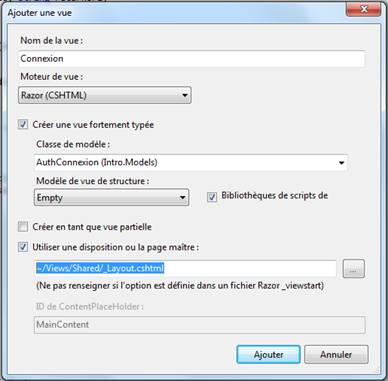 Ajouter une vue
Nom de la vue :
Connexion
Moteur de vue :
Razor (CSHTML)
Créer une vue fortement typée
Classe de modèle :
AuthConnexion (Intro.Models)
Modèle de vue de structure :
Empty
Bibliothèques de scripts de
Créer en tant que vue partielle
Utiliser une disposition ou la page maître :
~/Views/Shared/_Layout.cshtml
...
(Ne pas renseigner si l'option est définie dans un fichier Razor _viewstart)
ID de ContentPlaceHolder :
MainContent
Ajouter
Annuler